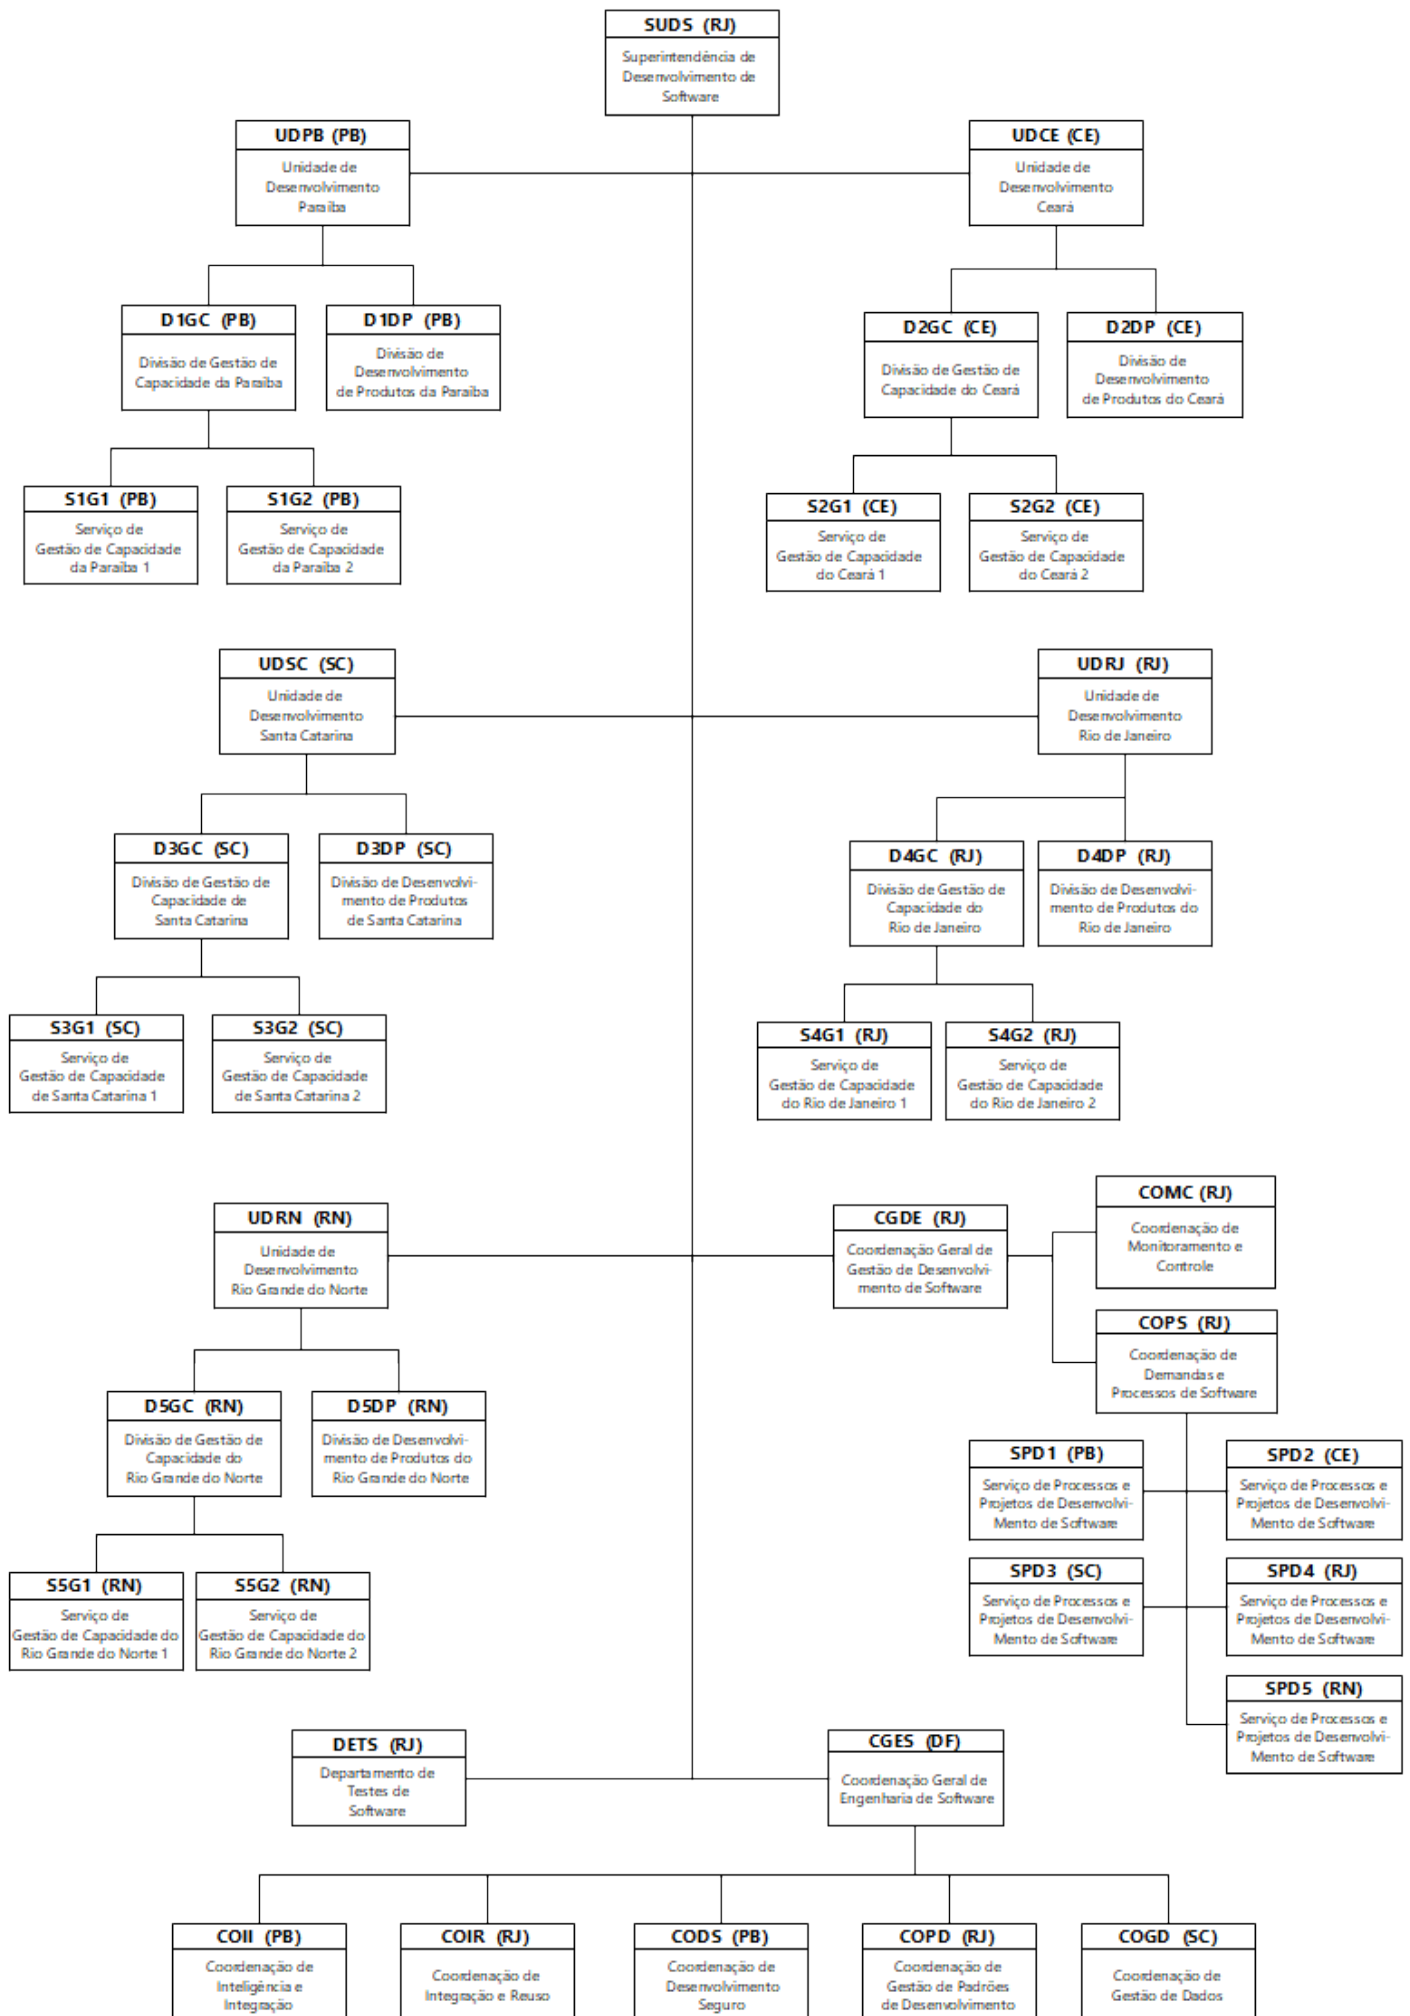 SUDS (RJ)
Superintendência de
Desenvolvimento de
Software
UDPB (PB)
Unidade de
Desenvolvimento
Paraíba
UDCE (CE)
Unidade de
Desenvolvimento
Ceará
D1GC (PB)
Divisão de Gestão de
Capacidade da Paraíba
D1DP (PB)
Divisão de
Desenvolvimento
de Produtos da Paraíba
D2GC (CE)
Divisão de Gestão de
Capacidade do Ceará
D2DP (CE)
Divisão de
Desenvolvimento
de Produtos do Ceará
S1G1 (PB)
Serviço de
Gestão de Capacidade
da Paraíba 1
S1G2 (PB)
Serviço de
Gestão de Capacidade
da Paraíba 2
S2G1 (CE)
Serviço de
Gestão de Capacidade
do Ceará 1
S2G2 (CE)
Serviço de
Gestão de Capacidade
do Ceará 2
UDSC (SC)
Unidade de
Desenvolvimento
Santa Catarina
UDRJ (RJ)
Unidade de
Desenvolvimento
Rio de Janeiro
D3GC (SC)
Divisão de Gestão de
Capacidade de
Santa Catarina
D3DP (SC)
Divisão de Desenvolvi-
mento de Produtos
de Santa Catarina
D4GC (RJ)
Divisão de Gestão de
Capacidade do
Rio de Janeiro
D4DP (RJ)
Divisão de Desenvolvi-
mento de Produtos do
Rio de Janeiro
S3G1 (SC)
Serviço de
Gestão de Capacidade
de Santa Catarina 1
S3G2 (SC)
Serviço de
Gestão de Capacidade
de Santa Catarina 2
S4G1 (RJ)
Serviço de
Gestão de Capacidade
do Rio de Janeiro 1
S4G2 (RJ)
Serviço de
Gestão de Capacidade
do Rio de Janeiro 2
UDRN (RN)
Unidade de
Desenvolvimento
Rio Grande do Norte
CGDE (RJ)
Coordenação Geral de
Gestão de Desenvolvi-
mento de Software
COMC (RJ)
Coordenação de
Monitoramento e
Controle
COPS (RJ)
Coordenação de
Demandas e
Processos de Software
D5GC (RN)
Divisão de Gestão de
Capacidade do
Rio Grande do Norte
D5DP (RN)
Divisão de Desenvolvi-
mento de Produtos do
Rio Grande do Norte
SPD1 (PB)
Serviço de Processos e
Projetos de Desenvolvi-
Mento de Software
SPD2 (CE)
Serviço de Processos e
Projetos de Desenvolvi-
Mento de Software
S5G1 (RN)
Serviço de
Gestão de Capacidade do
Rio Grande do Norte 1
S5G2 (RN)
Serviço de
Gestão de Capacidade do
Rio Grande do Norte 2
SPD3 (SC)
Serviço de Processos e
Projetos de Desenvolvi-
Mento de Software
SPD4 (RJ)
Serviço de Processos e
Projetos de Desenvolvi-
Mento de Software
SPD5 (RN)
Serviço de Processos e
Projetos de Desenvolvi-
Mento de Software
DETS (RJ)
Departamento de
Testes de
Software
CGES (DF)
Coordenação Geral de
Engenharia de Software
COII (PB)
Coordenação de
Inteligência e
Integração
COIR (RJ)
Coordenação de
Integração e Reuso
CODS (PB)
Coordenação de
Desenvolvimento
Seguro
COPD (RJ)
Coordenação de
Gestão de Padrões
de Desenvolvimento
COGD (SC)
Coordenação de
Gestão de Dados